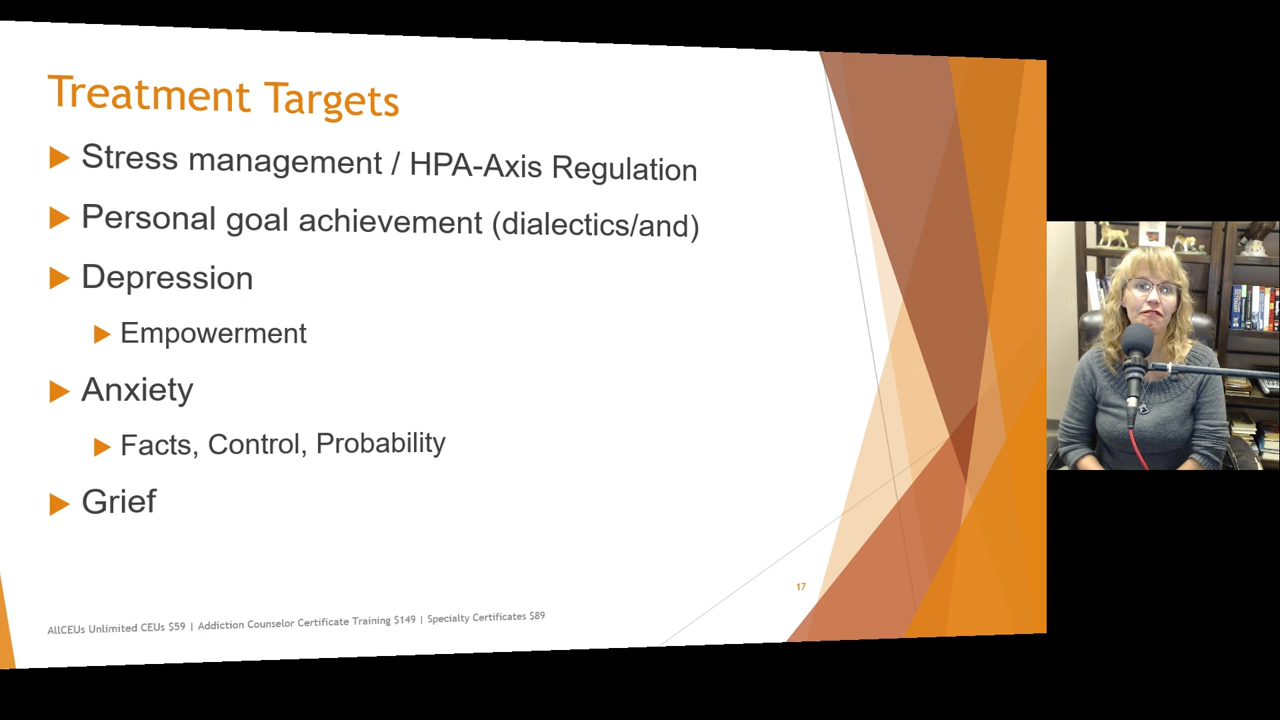 Treatment Targets
Stress management / HPA-Axis Regulation
Personal goal achievement (dialectics/and)
Depression
Empowerment
Anxiety
Facts, Control, Probability
Grief
17
AllCEUs Unlimited CEUs $59 | Addiction Counselor Certificate Training $149 | Specialty Certificates $89